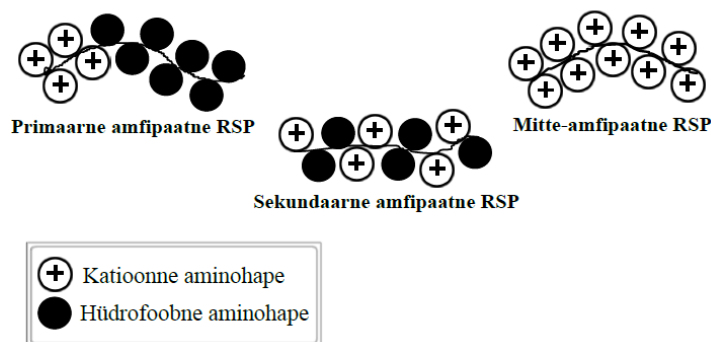 Primaarne amfipaatne RSP
Mitte-amfipaatne RSP
Sekundaarne amfipaatne RSP
Katioonne aminohape
Hüdrofoobne aminohape